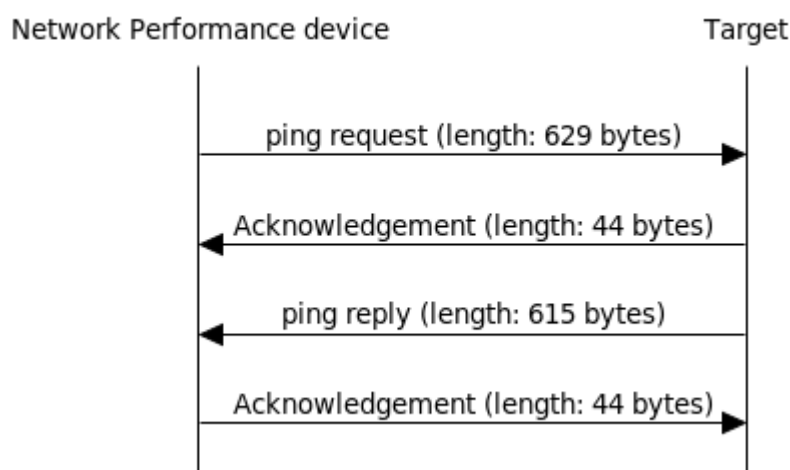 Network Performance device
Target
ping request (length: 629 bytes)
Acknowledgement (length: 44 bytes)
ping reply (length: 615 bytes)
Acknowledgement (length: 44 bytes)